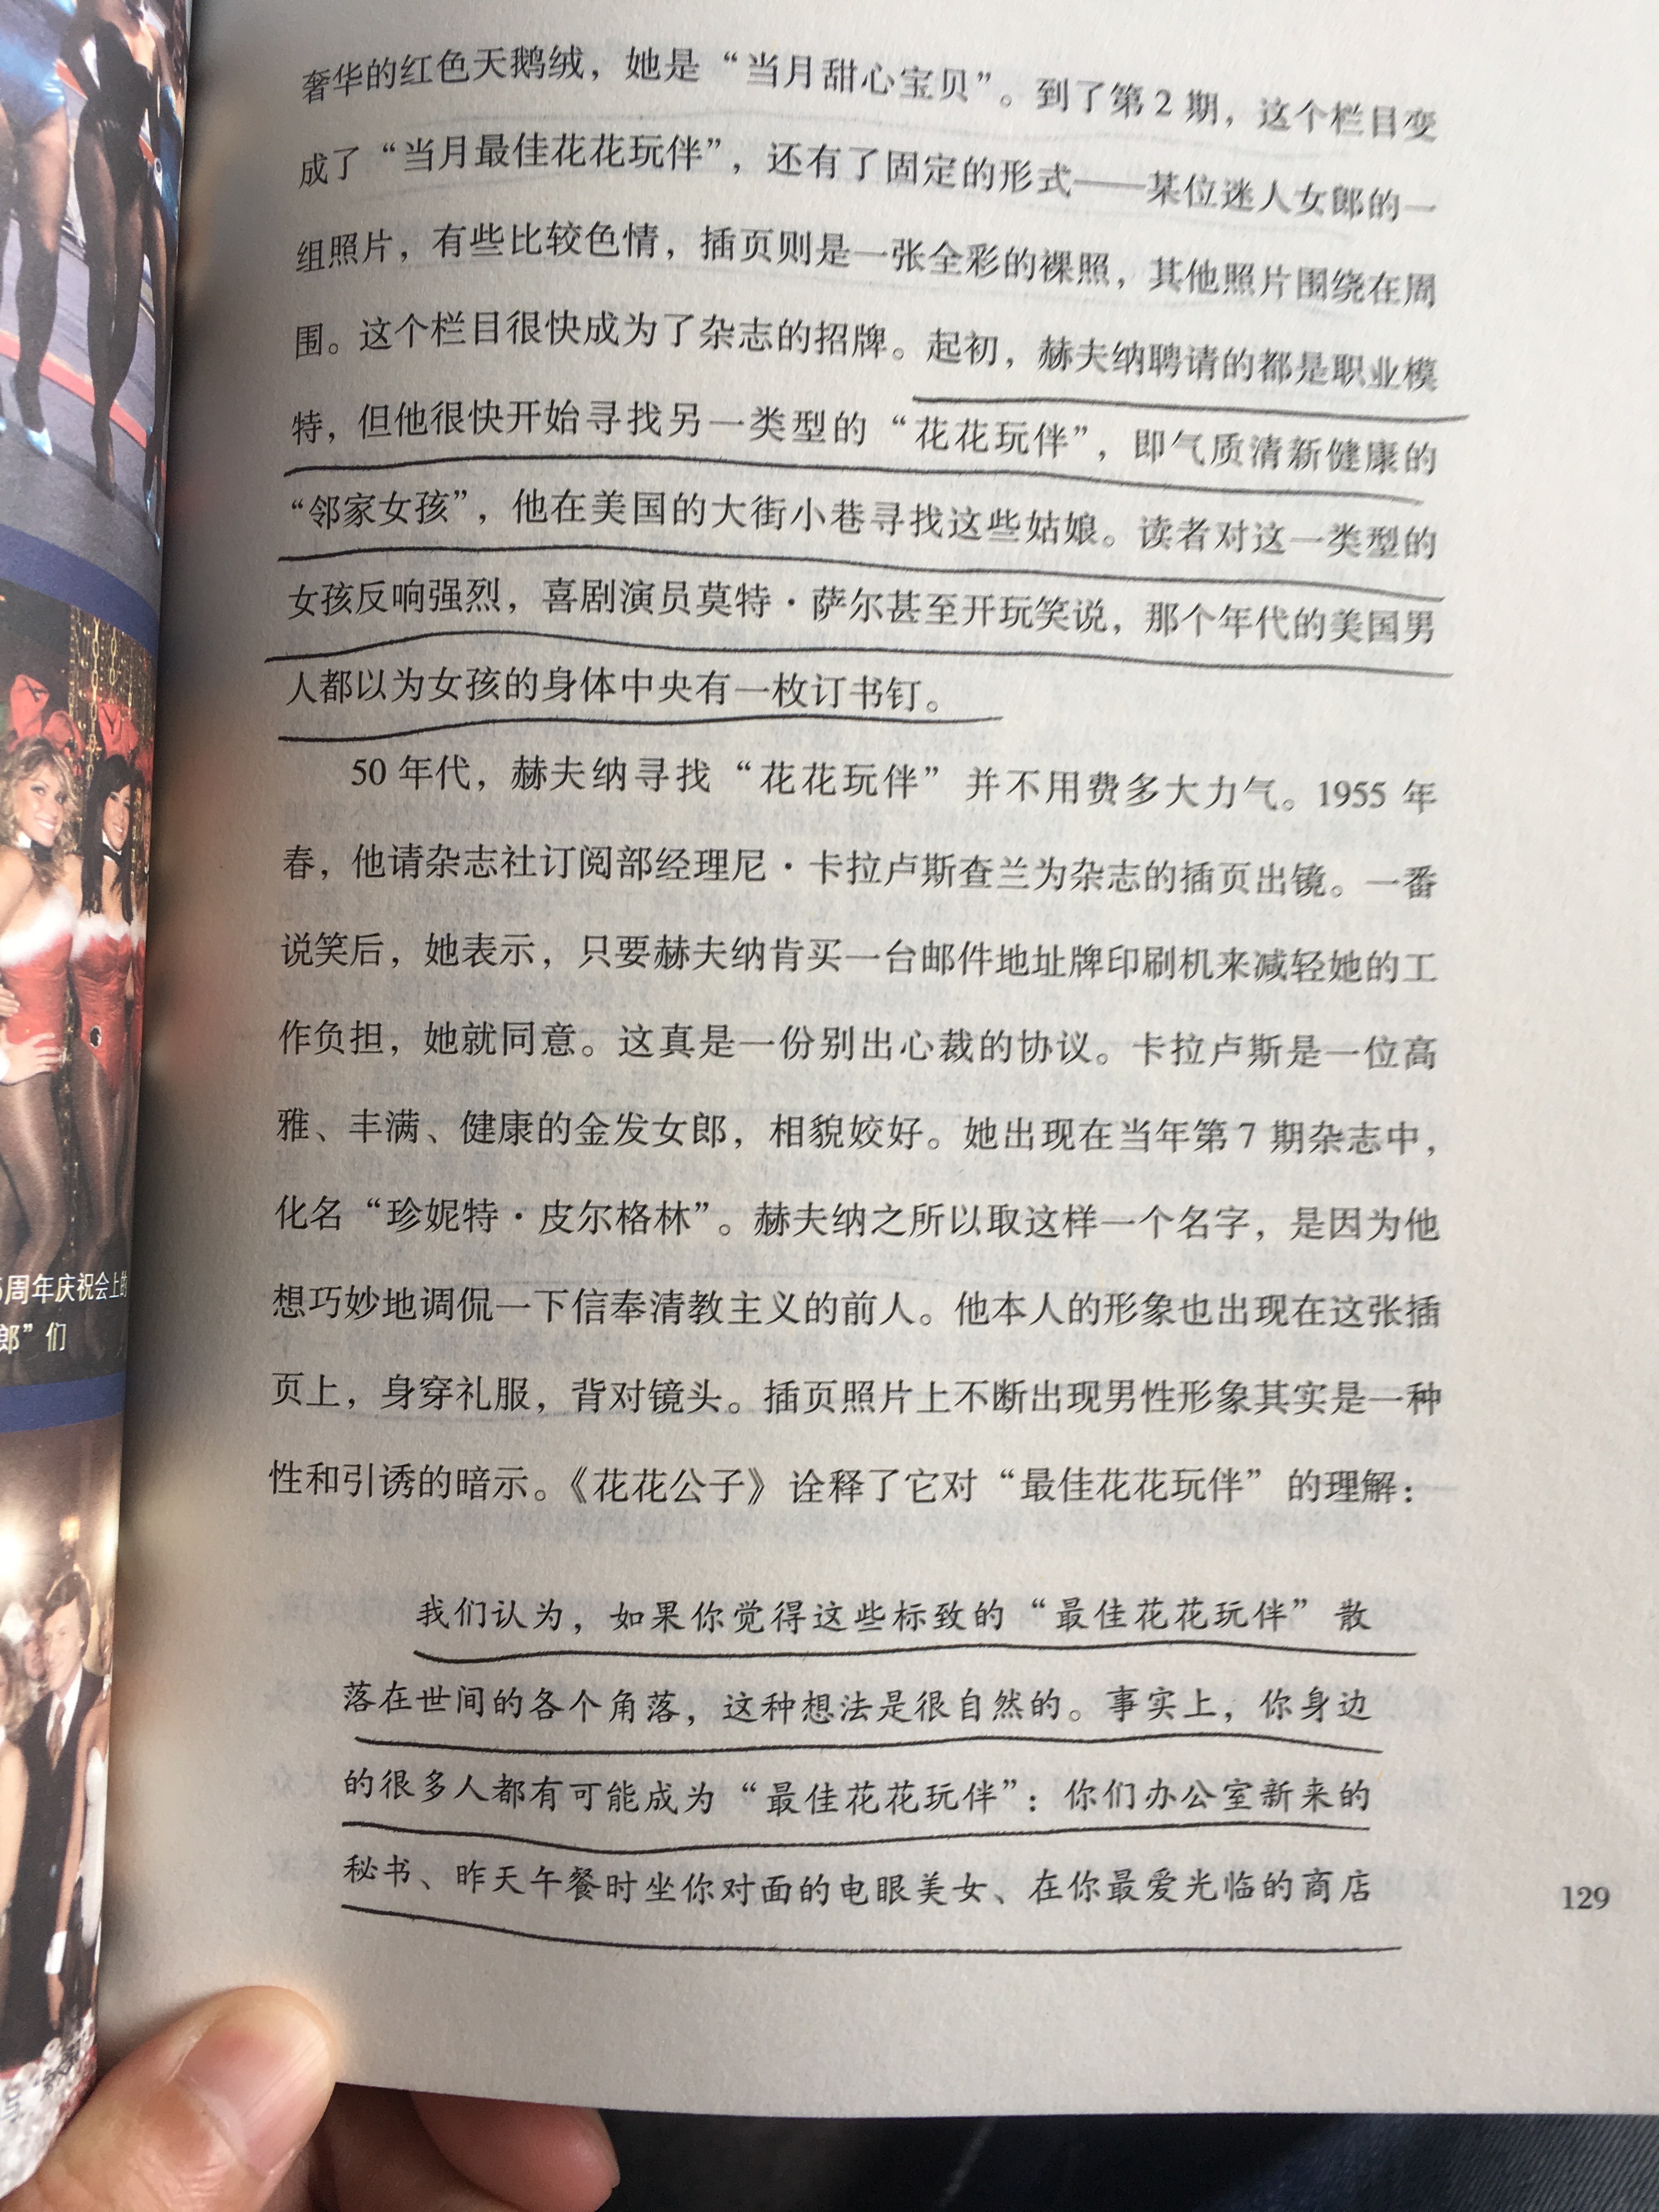 奢华的红色天鹅绒，她是“当月甜心宝贝”。到了第2期，这个栏目变
成了“当月最佳花花玩伴”，还有了固定的形式——某位迷人女郎的一
组照片，有些比较色情，插页则是一张全彩的裸照，其他照片围绕在周
围。这个栏目很快成为了杂志的招牌。起初，赫夫纳聘请的都是职业模
特，但他很快开始寻找另一类型的“花花玩伴”，即气质清新健康的
“邻家女孩”，他在美国的大街小巷寻找这些姑娘。读者对这一类型的
女孩反响强烈，喜剧演员莫特·萨尔甚至开玩笑说，那个年代的美国男
人都以为女孩的身体中央有一枚订书钉。
50年代，赫夫纳寻找“花花玩伴”并不用费多大力气。1955年
春，他请杂志社订阅部经理尼·卡拉卢斯查兰为杂志的插页出镜。一番
说笑后，她表示，只要赫夫纳肯买一台邮件地址牌印刷机来减轻她的工
作负担，她就同意。这真是一份别出心裁的协议。卡拉卢斯是一位高
雅、丰满、健康的金发女郎，相貌姣好。她出现在当年第7期杂志中，
化名“珍妮特·皮尔格林”。赫夫纳之所以取这样一个名字，是因为他
想巧妙地调侃一下信奉清教主义的前人。他本人的形象也出现在这张插
页上，身穿礼服，背对镜头。插页照片上不断出现男性形象其实是一种
性和引诱的暗示。《花花公子》诠释了它对“最佳花花玩伴”的理解：
我们认为，如果你觉得这些标致的“最佳花花玩伴”散
落在世间的各个角落，这种想法是很自然的。事实上，你身边
的很多人都有可能成为“最佳花花玩伴”：你们办公室新来的
秘书、昨天午餐时坐你对面的电眼美女、在你最爱光临的商店
129
周年庆祝会上的
郎”们